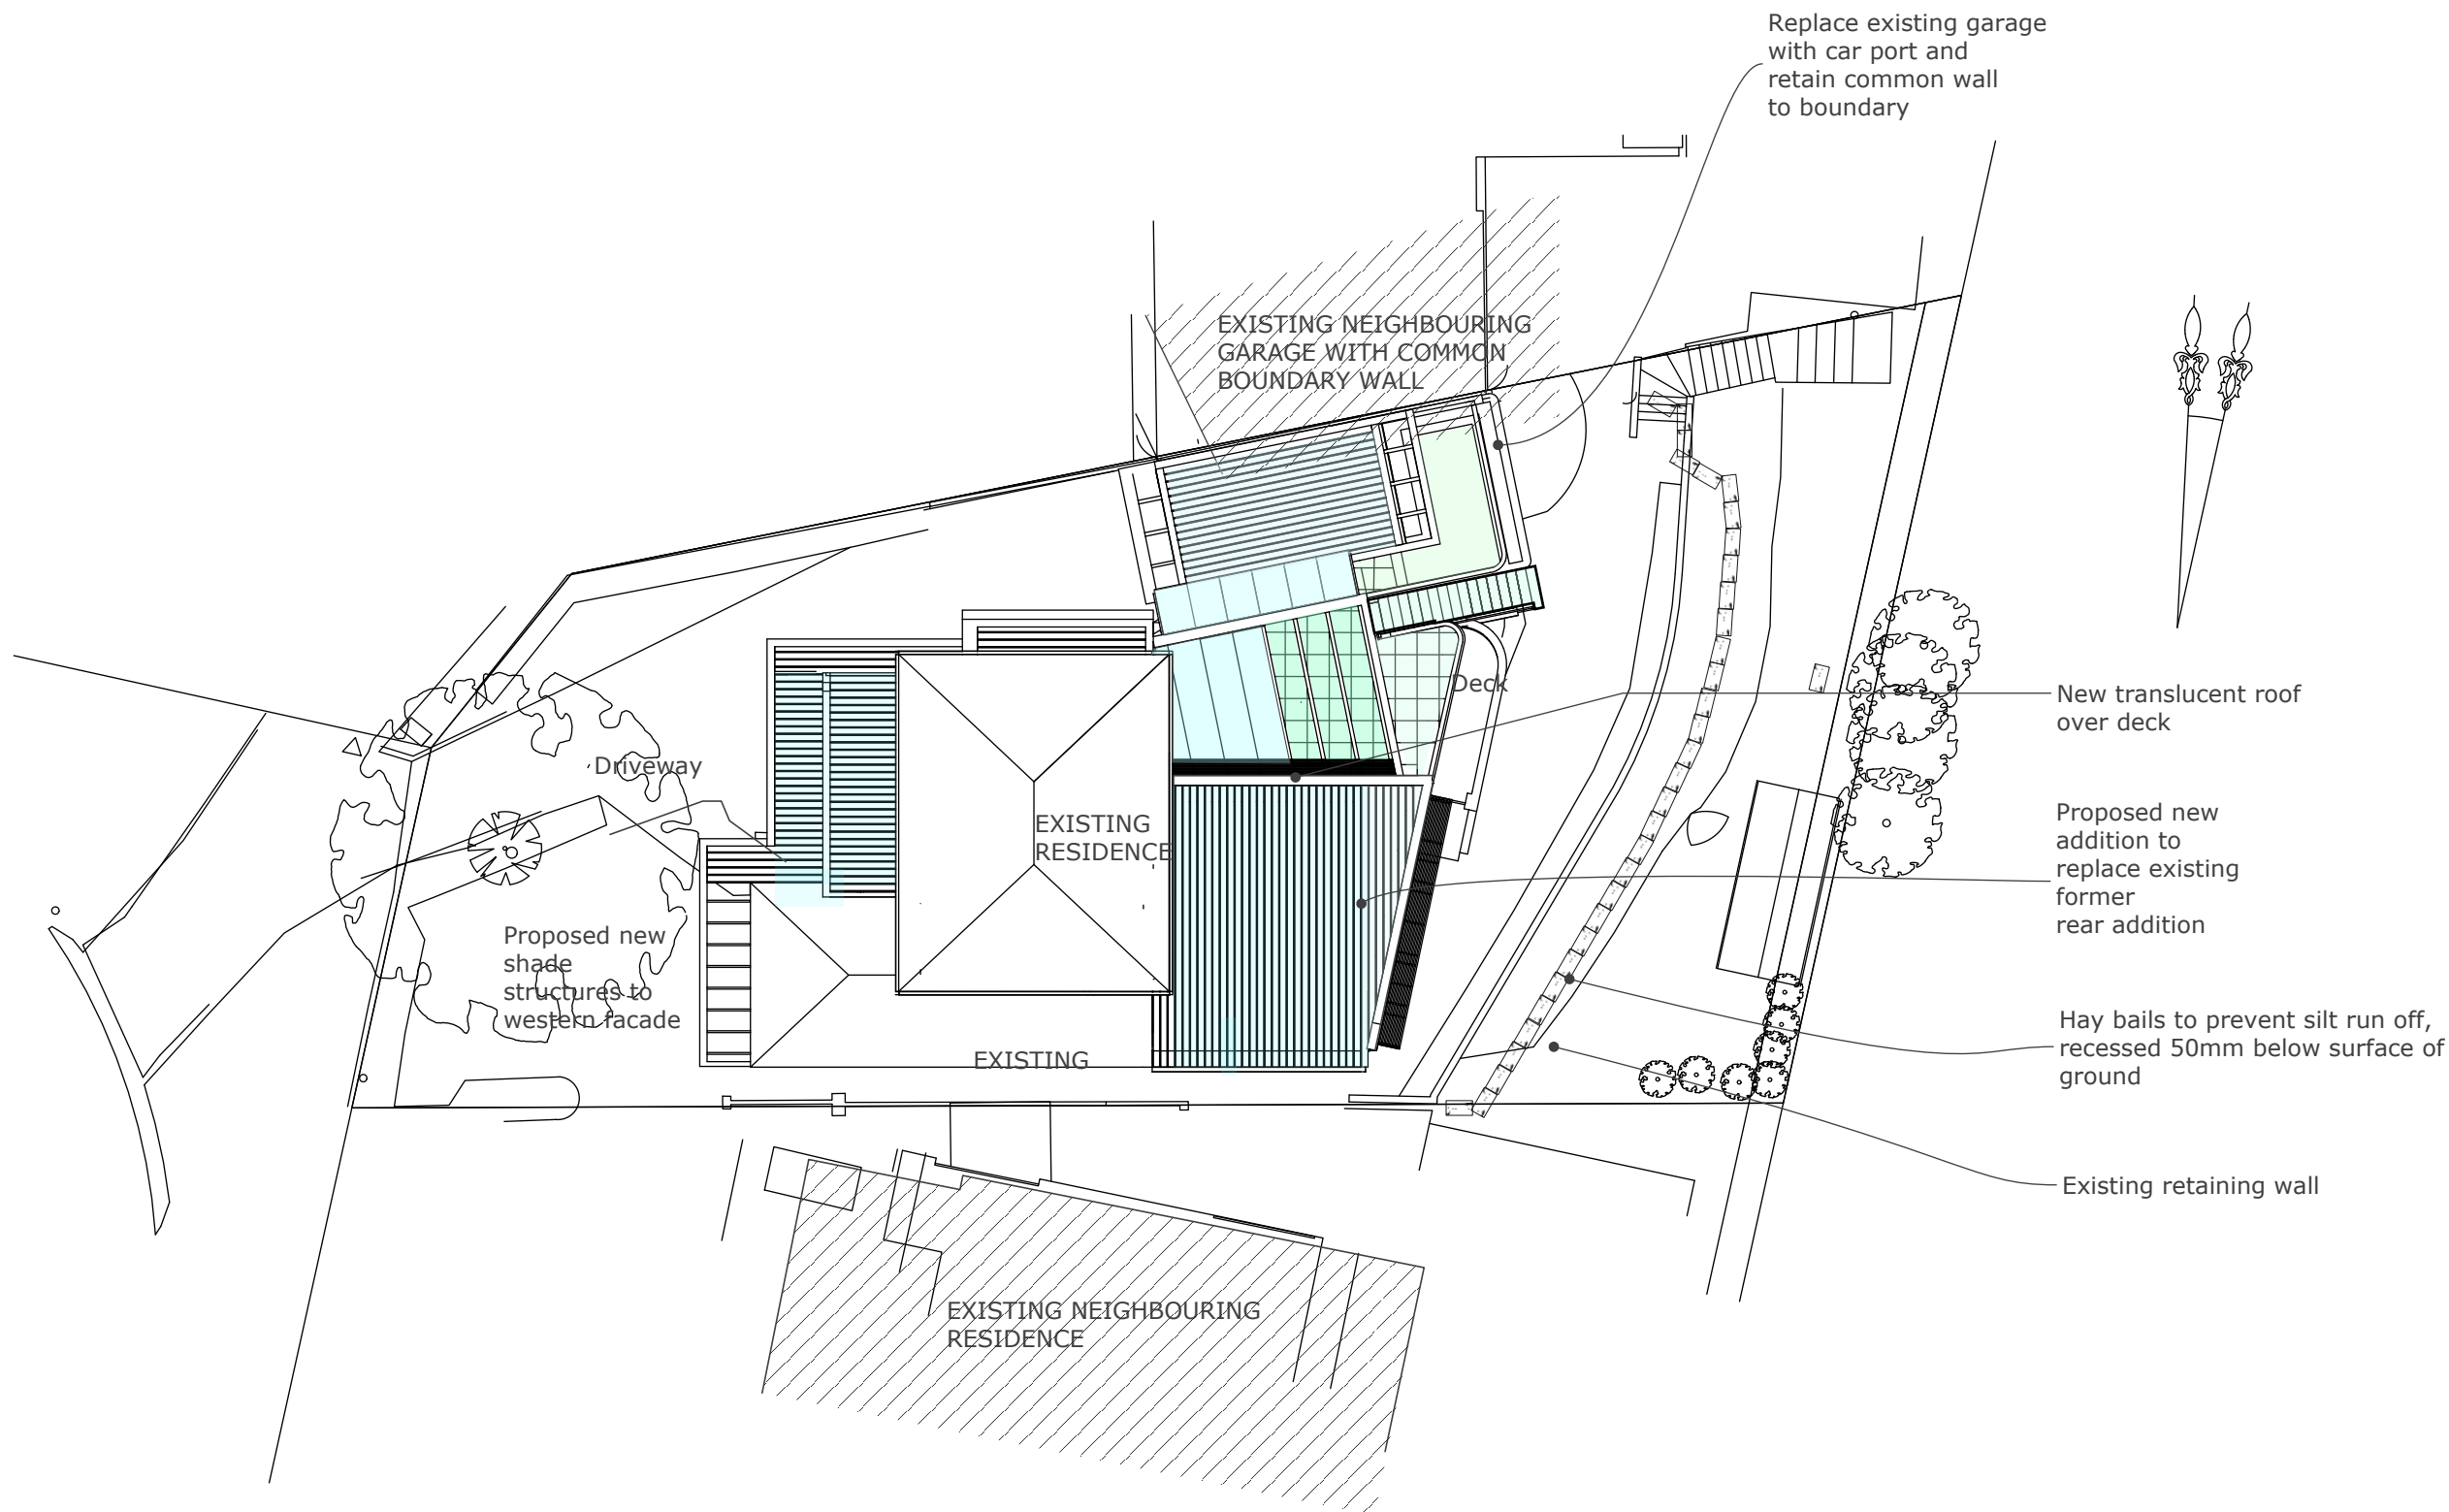 Replace existing garage
with car port and
retain common wall
to boundary
EXISTING NEIGHBOURING
GARAGE WITH COMMON
BOUNDARY WALL
Deck
New translucent roof
over deck
Driveway
EXISTING
RESIDENCE
Proposed new
addition to
replace existing
former
rear addition
Proposed new
shade
structures to
western facade
EXISTING
Hay bails to prevent silt run off,
recessed 50mm below surface of
ground
Existing retaining wall
EXISTING NEIGHBOURING
RESIDENCE